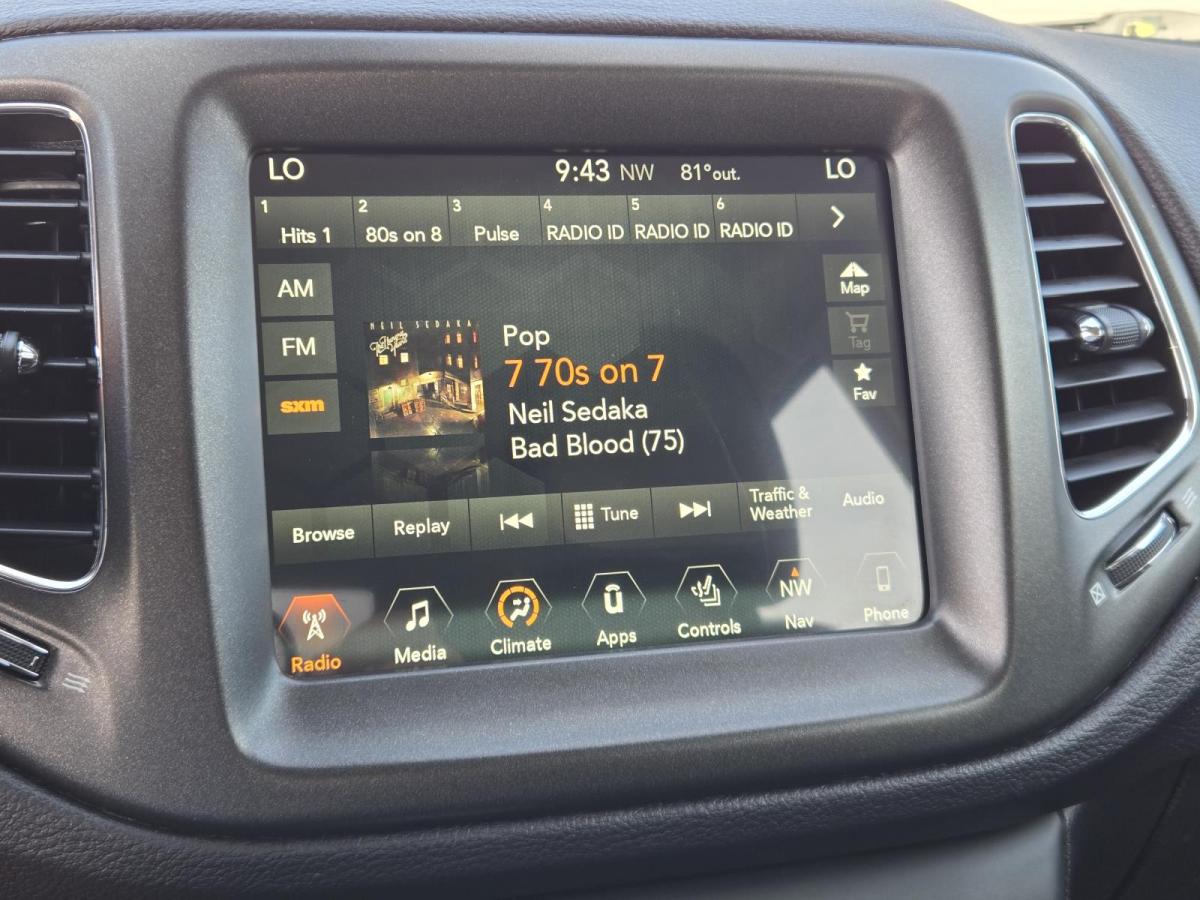 LO 9:43 NW 81°out. LO
1 2 3 4 5 6
Hits 1 80s on 8 Pulse RADIO ID RADIO ID RADIO ID
AM
FM
sxm
NEIL SEDAKA
Pop
7 70s on 7
Neil Sedaka
Bad Blood (75)
Map
Tag
Fav
Browse Replay Tune Traffic &
Weather Audio
Radio Media Climate Apps Controls NW
Nav Phone